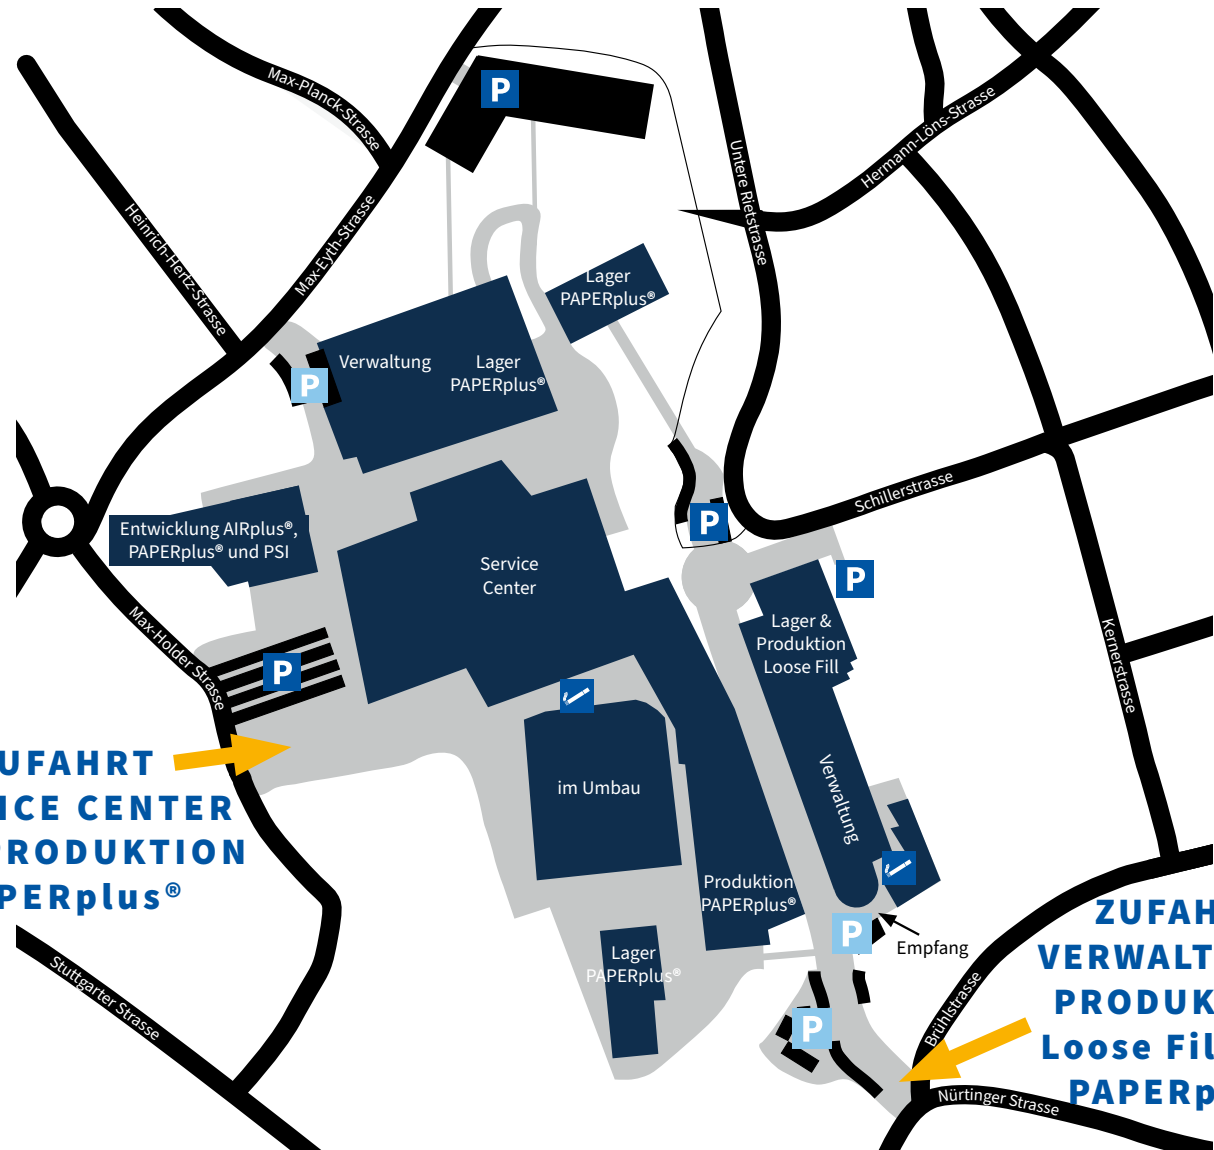 P
Max-Planck-Strasse
Hermann-Löns-Strasse
Untere Rietstrasse
Heinrich-Hertz-Strasse
Max-Eyth-Strasse
Lager
PAPERplus®
Verwaltung
Lager
PAPERplus®
P
Schillerstrasse
P
Entwicklung AIRplus®,
PAPERplus® und PSI
Service
Center
P
Lager &
Produktion
Loose Fill
Kernerstrasse
Max-Holder Strasse
P
UFAHRT
ICE CENTER
PRODUKTION
PERplus®
im Umbau
Verwaltung
Produktion
PAPERplus®
P
Empfang
ZUFAH
VERWALT
PRODUK
Loose Fil
PAPERp
Lager
PAPERplus®
Stuttgarter Strasse
P
Brühlstrasse
Nürtinger Strasse